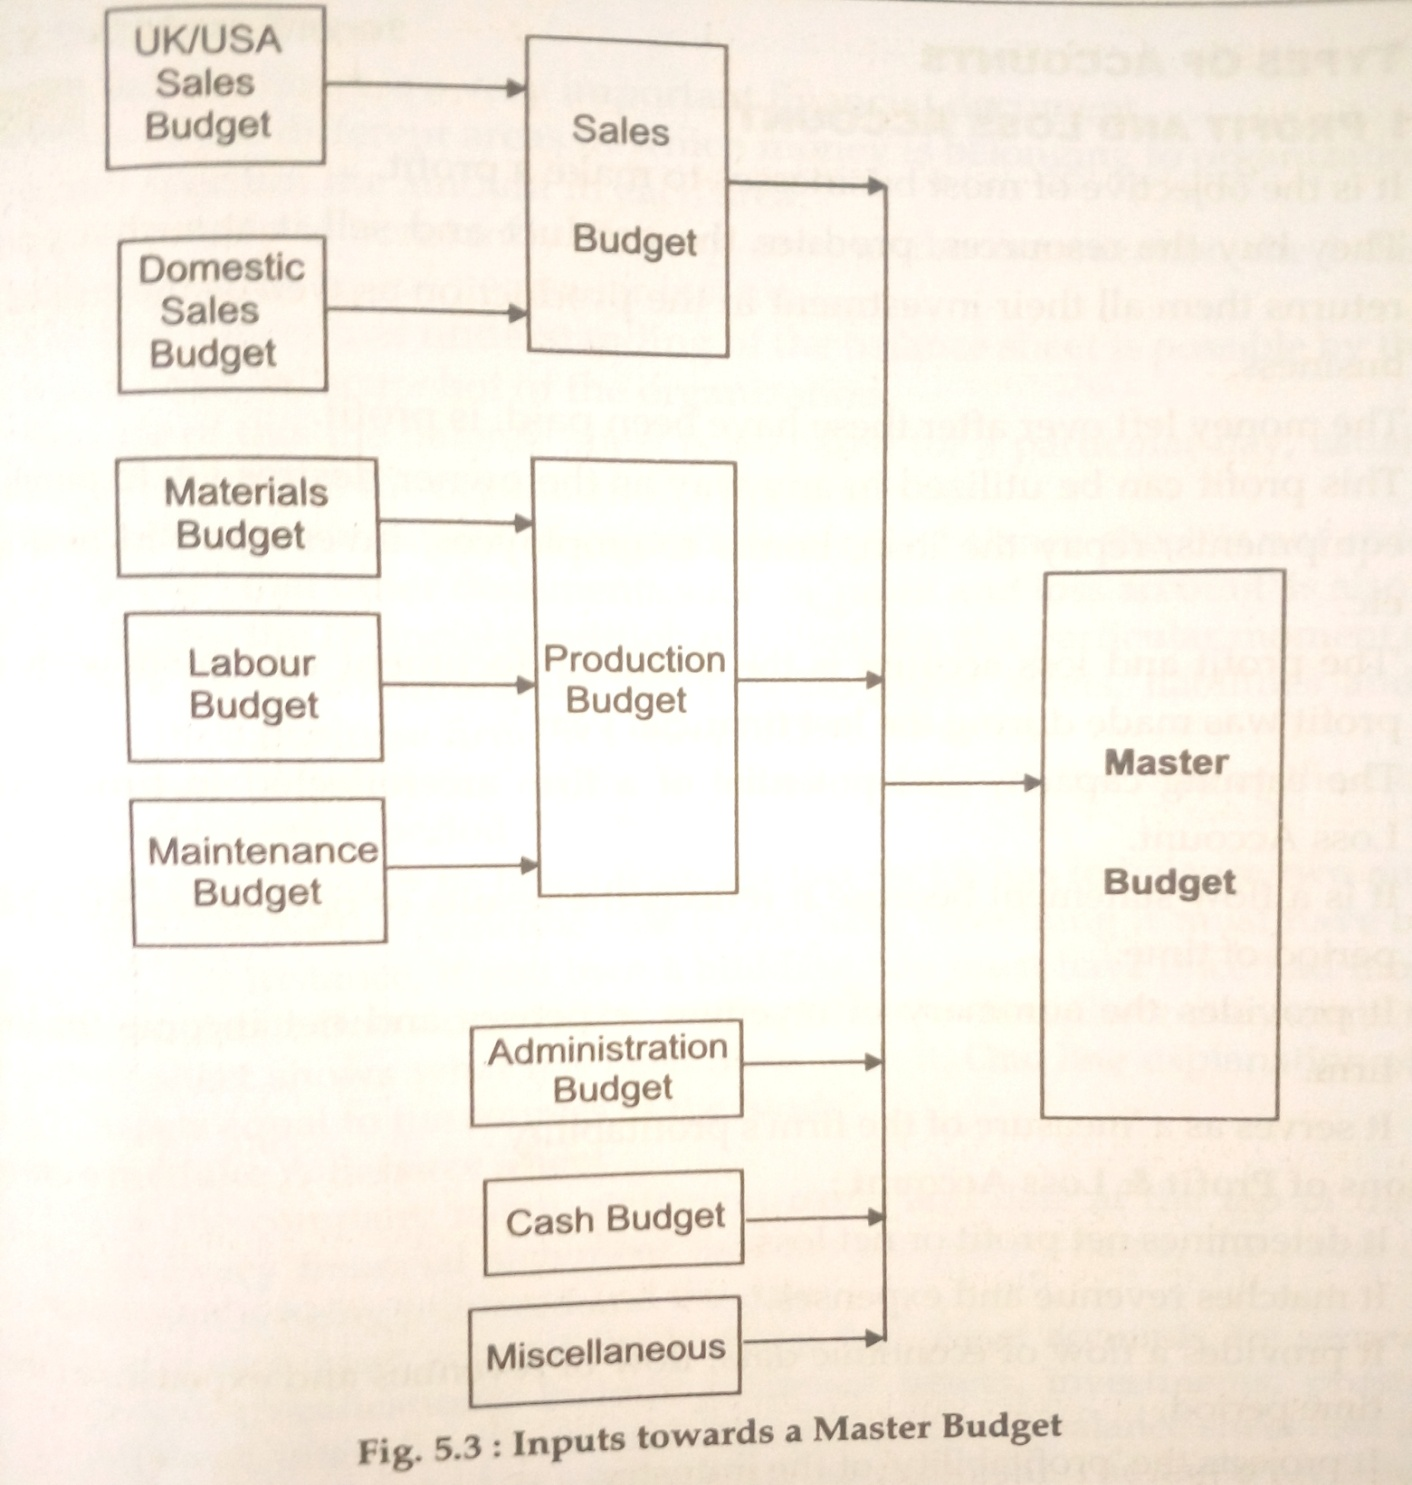 UK/USA
Sales
Budget
Domestic
Sales
Budget
Sales
Budget
Materials
Budget
Labour
Budget
Maintenance
Budget
Production
Budget
Administration
Budget
Cash Budget
Miscellaneous
Master
Budget
Fig. 5.3 : Inputs towards a Master Budget